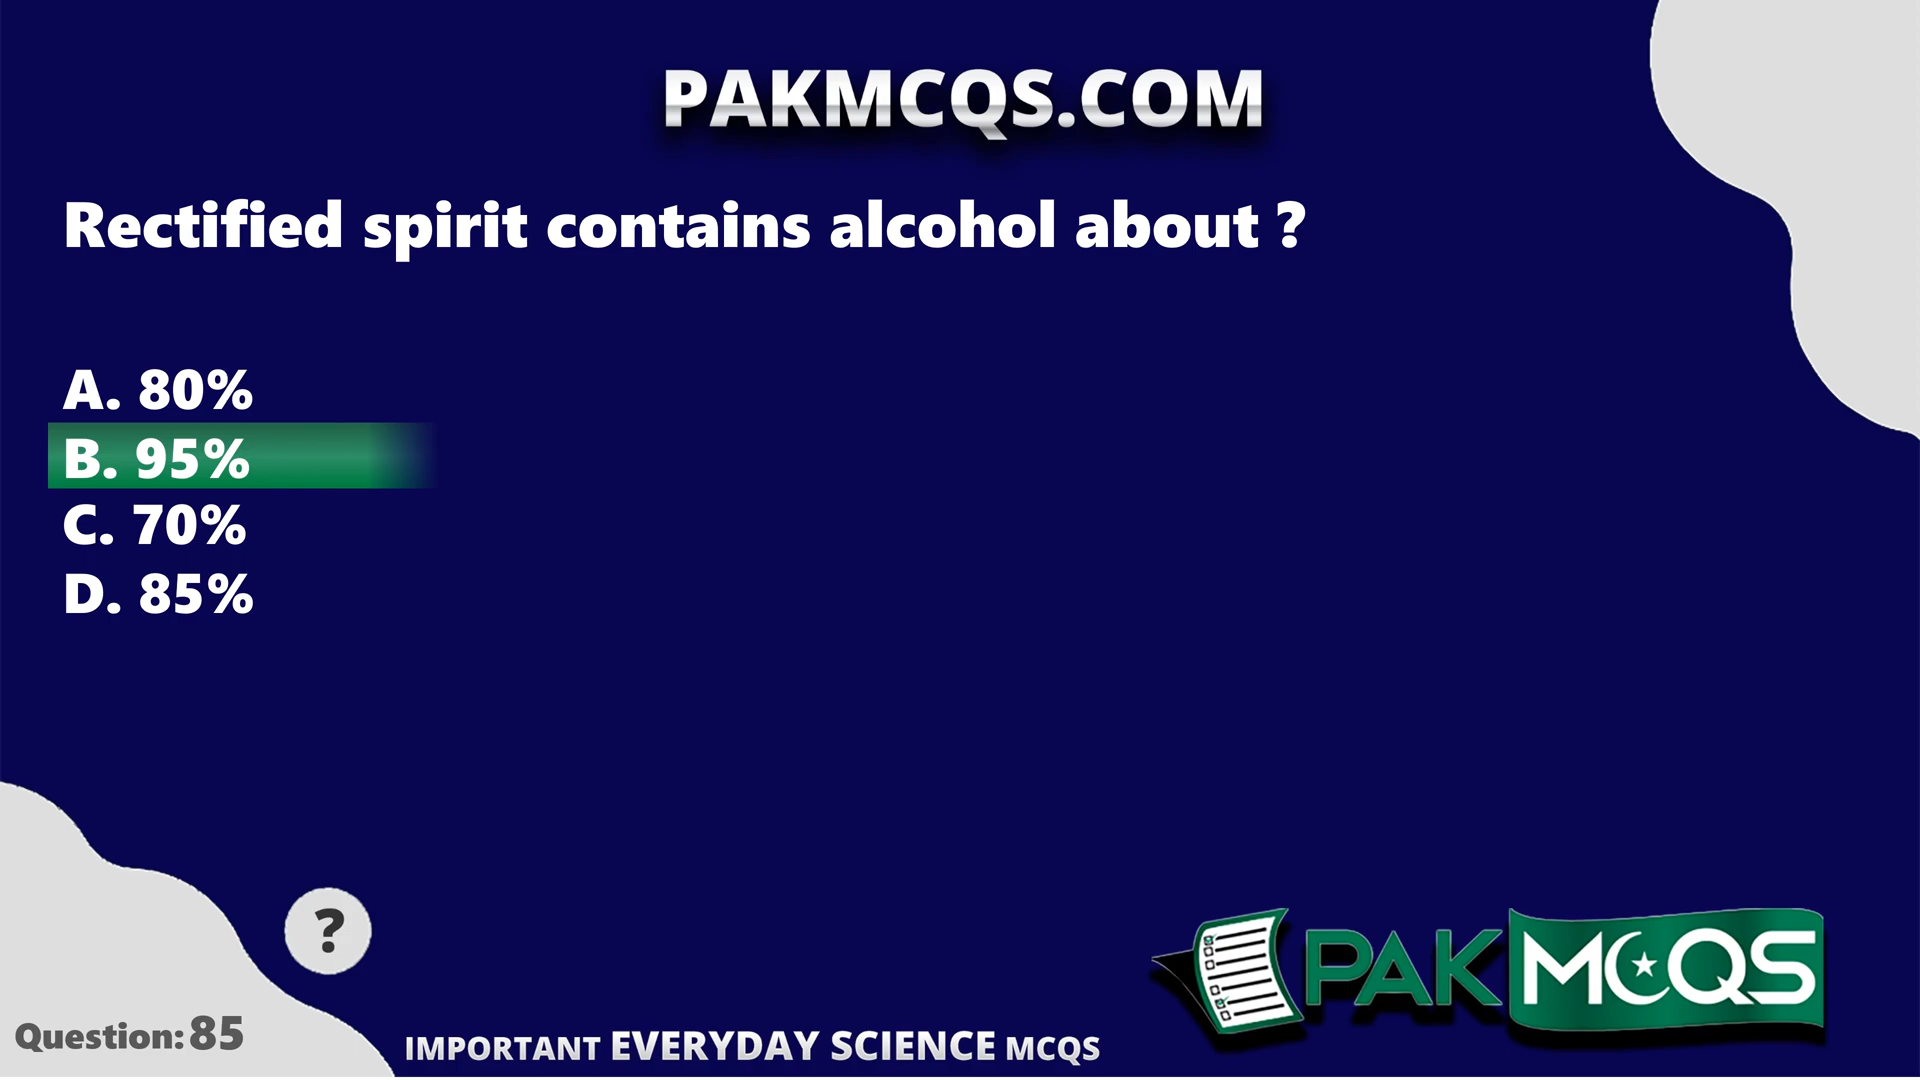 PAKMCQS.COM
Rectified spirit contains alcohol about ?
A. 80%
B. 95%
C. 70%
D. 85%
?
PAKMCQS
Question: 85
IMPORTANT EVERYDAY SCIENCE MCQS